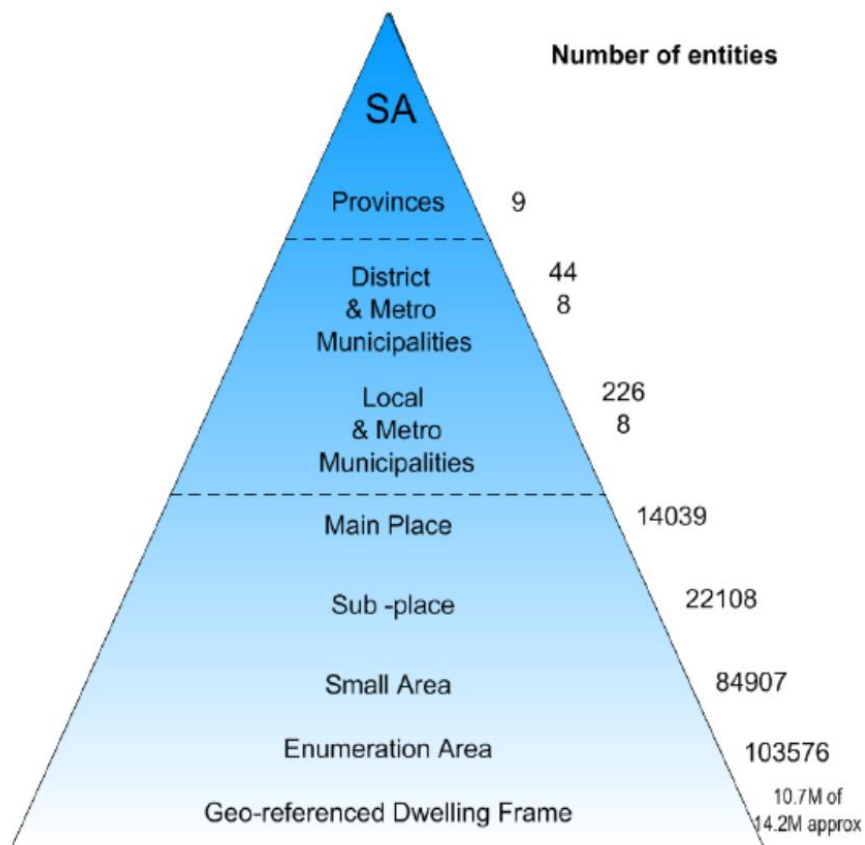 Number of entities
SA
Provinces
9
District
& Metro
Municipalities
44
8
Local
& Metro
Municipalities
226
8
Main Place
14039
Sub -place
22108
Small Area
84907
Enumeration Area
103576
Geo-referenced Dwelling Frame
10.7M of
14.2M approx